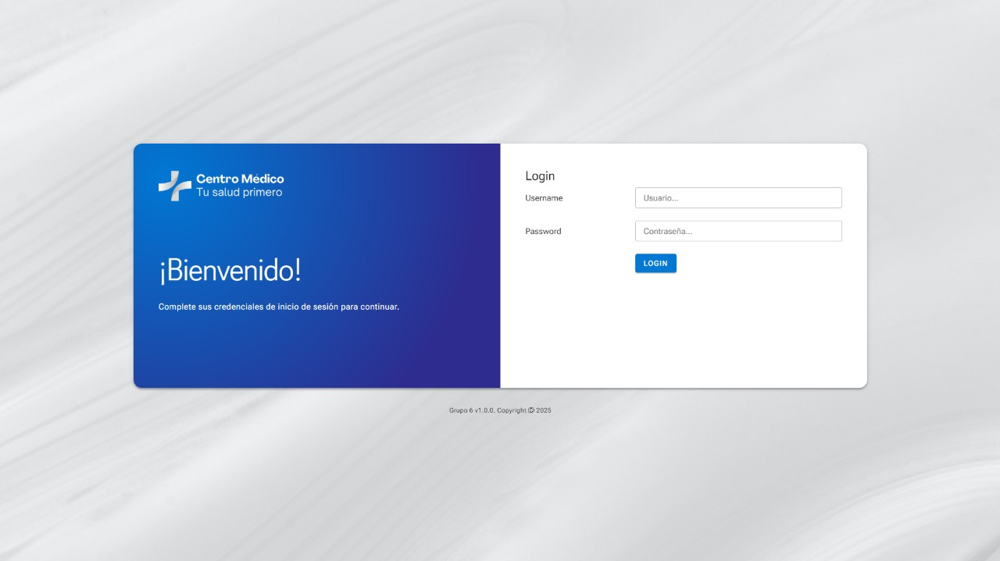 Centro Médico
Tu salud primero
¡Bienvenido!
Complete sus credenciales de inicio de sesión para continuar.
Login
Username
Usuario...
Password
Contraseña...
LOGIN
Grupo 6 v1.0.0, Copyright © 2025